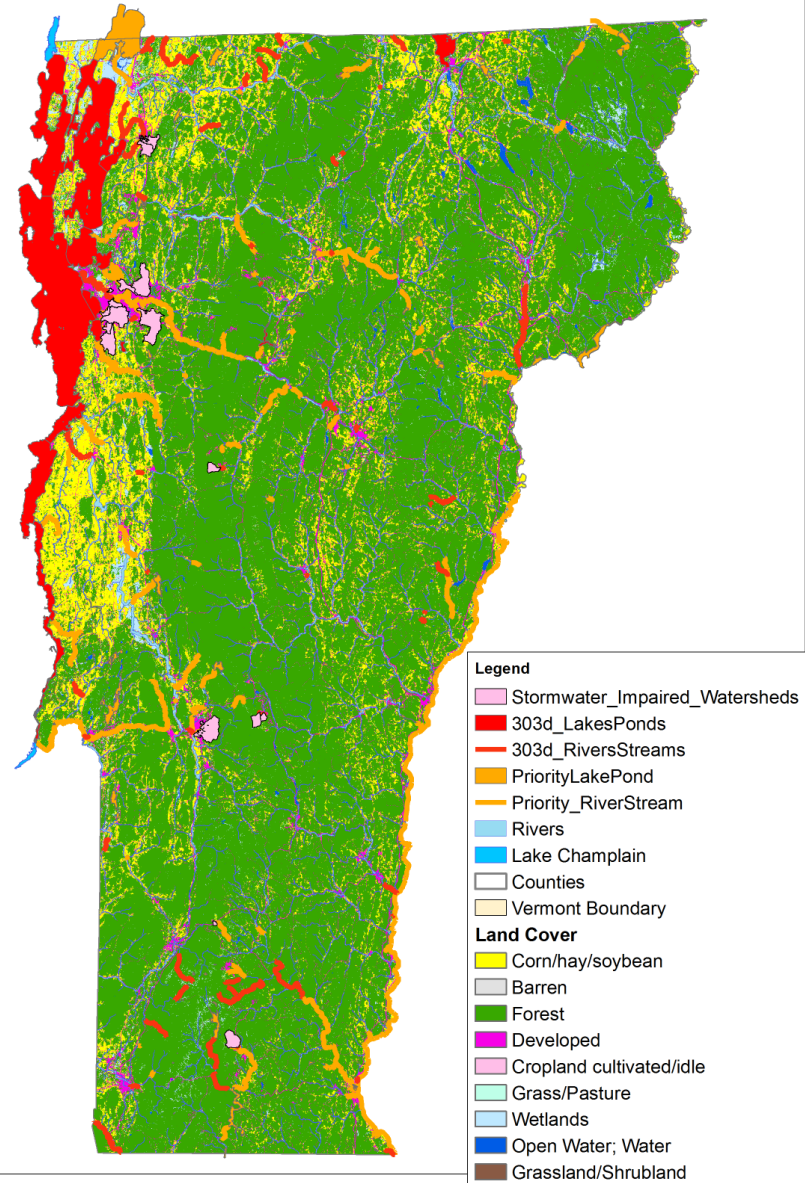 Legend
Stormwater_Impaired_Watersheds
303d_LakesPonds
303d_RiversStreams
PriorityLakePond
Priority_RiverStream
Rivers
Lake Champlain
Counties
Vermont Boundary
Land Cover
Corn/hay/soybean
Barren
Forest
Developed
Cropland cultivated/idle
Grass/Pasture
Wetlands
Open Water; Water
Grassland/Shrubland